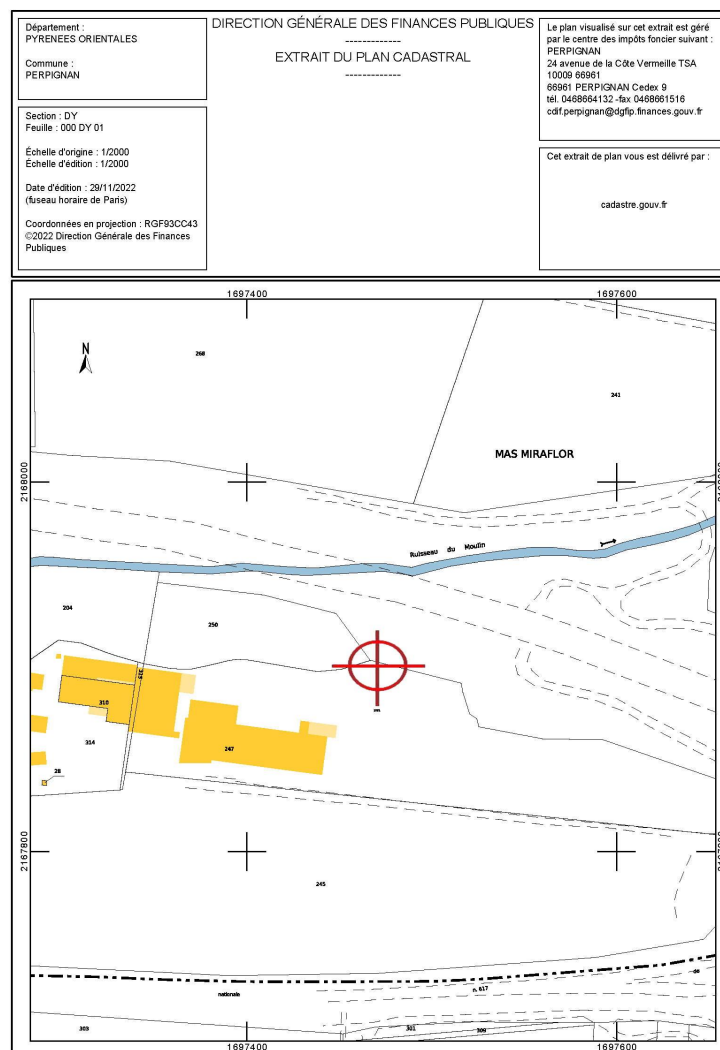 Département :
PYRENEES ORIENTALES
Commune :
PERPIGNAN
Section : DY
Feuille : 000 DY 01
Échelle d'origine : 1/2000
Échelle d'édition : 1/2000
Date d'édition : 29/11/2022
(fuseau horaire de Paris)
Coordonnées en projection : RGF93CC43
©2022 Direction Générale des Finances
Publiques
DIRECTION GÉNÉRALE DES FINANCES PUBLIQUES
-------------
EXTRAIT DU PLAN CADASTRAL
-------------
Le plan visualisé sur cet extrait est géré
par le centre des impôts foncier suivant :
PERPIGNAN
24 avenue de la Côte Vermeille TSA
10009 66961
66961 PERPIGNAN Cedex 9
tél. 0468664132 -fax 0468661516
cdif.perpignan@dgfip.finances.gouv.fr
Cet extrait de plan vous est délivré par :
cadastre.gouv.fr
1697400
1697600
N
268
241
MAS MIRAFLOR
2168000
2168000
Ruisseau du Moulin
204
250
315
310
314
247
28
2167800
2167800
245
de
nationale
n. 617
303
301
309
1697400
1697600